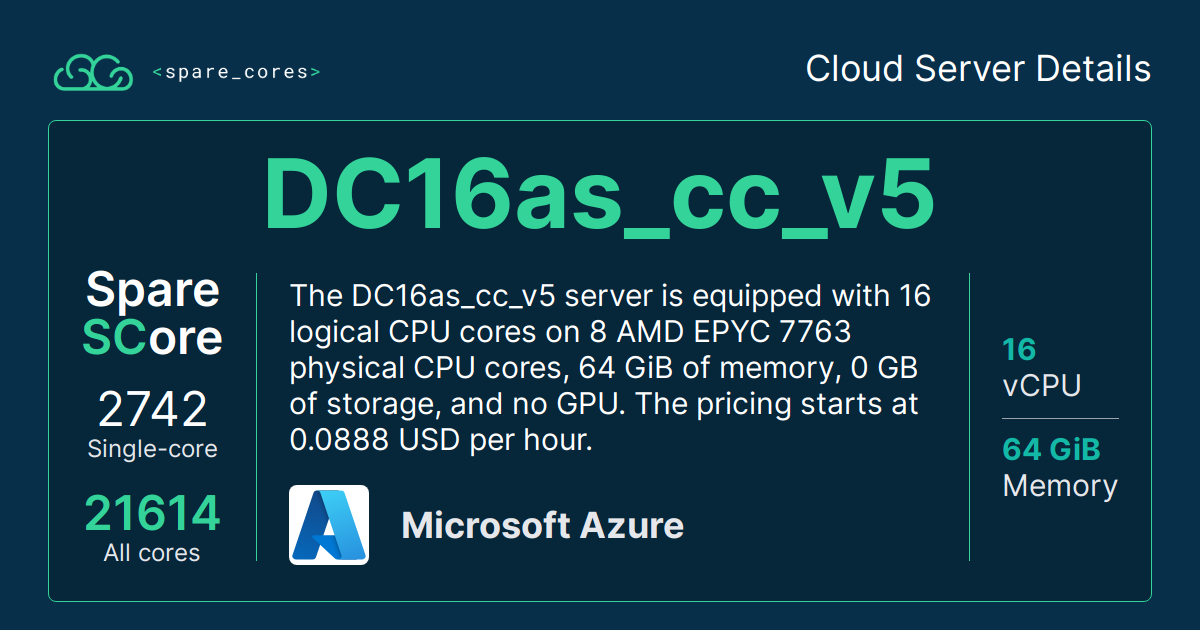 <spare_cores>
Cloud Server Details
DC16as_cc_v5
Spare
SCore
2742
Single-core
21614
All cores
The DC16as_cc_v5 server is equipped with 16
logical CPU cores on 8 AMD EPYC 7763
physical CPU cores, 64 GiB of memory, 0 GB
of storage, and no GPU. The pricing starts at
0.0888 USD per hour.
Microsoft Azure
16
vCPU
64 GiB
Memory